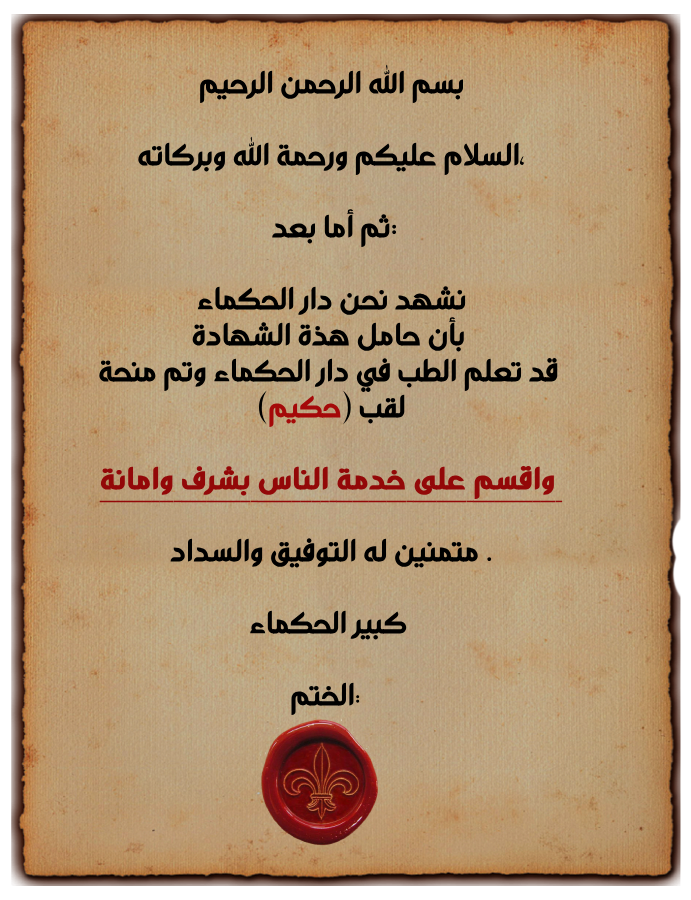 بسم الله الرحمن الرحيم
السلام عليكم ورحمة الله وبركاته،
ثم أما بعد:
نشهد نحن دار الحكماء
بأن حامل هذة الشهادة
قد تعلم الطب في دار الحكماء وتم منحة
لقب (حكيم)
واقسم على خدمة الناس بشرف وامانة
متمنين له التوفيق والسداد .
كبير الحكماء
الختم: